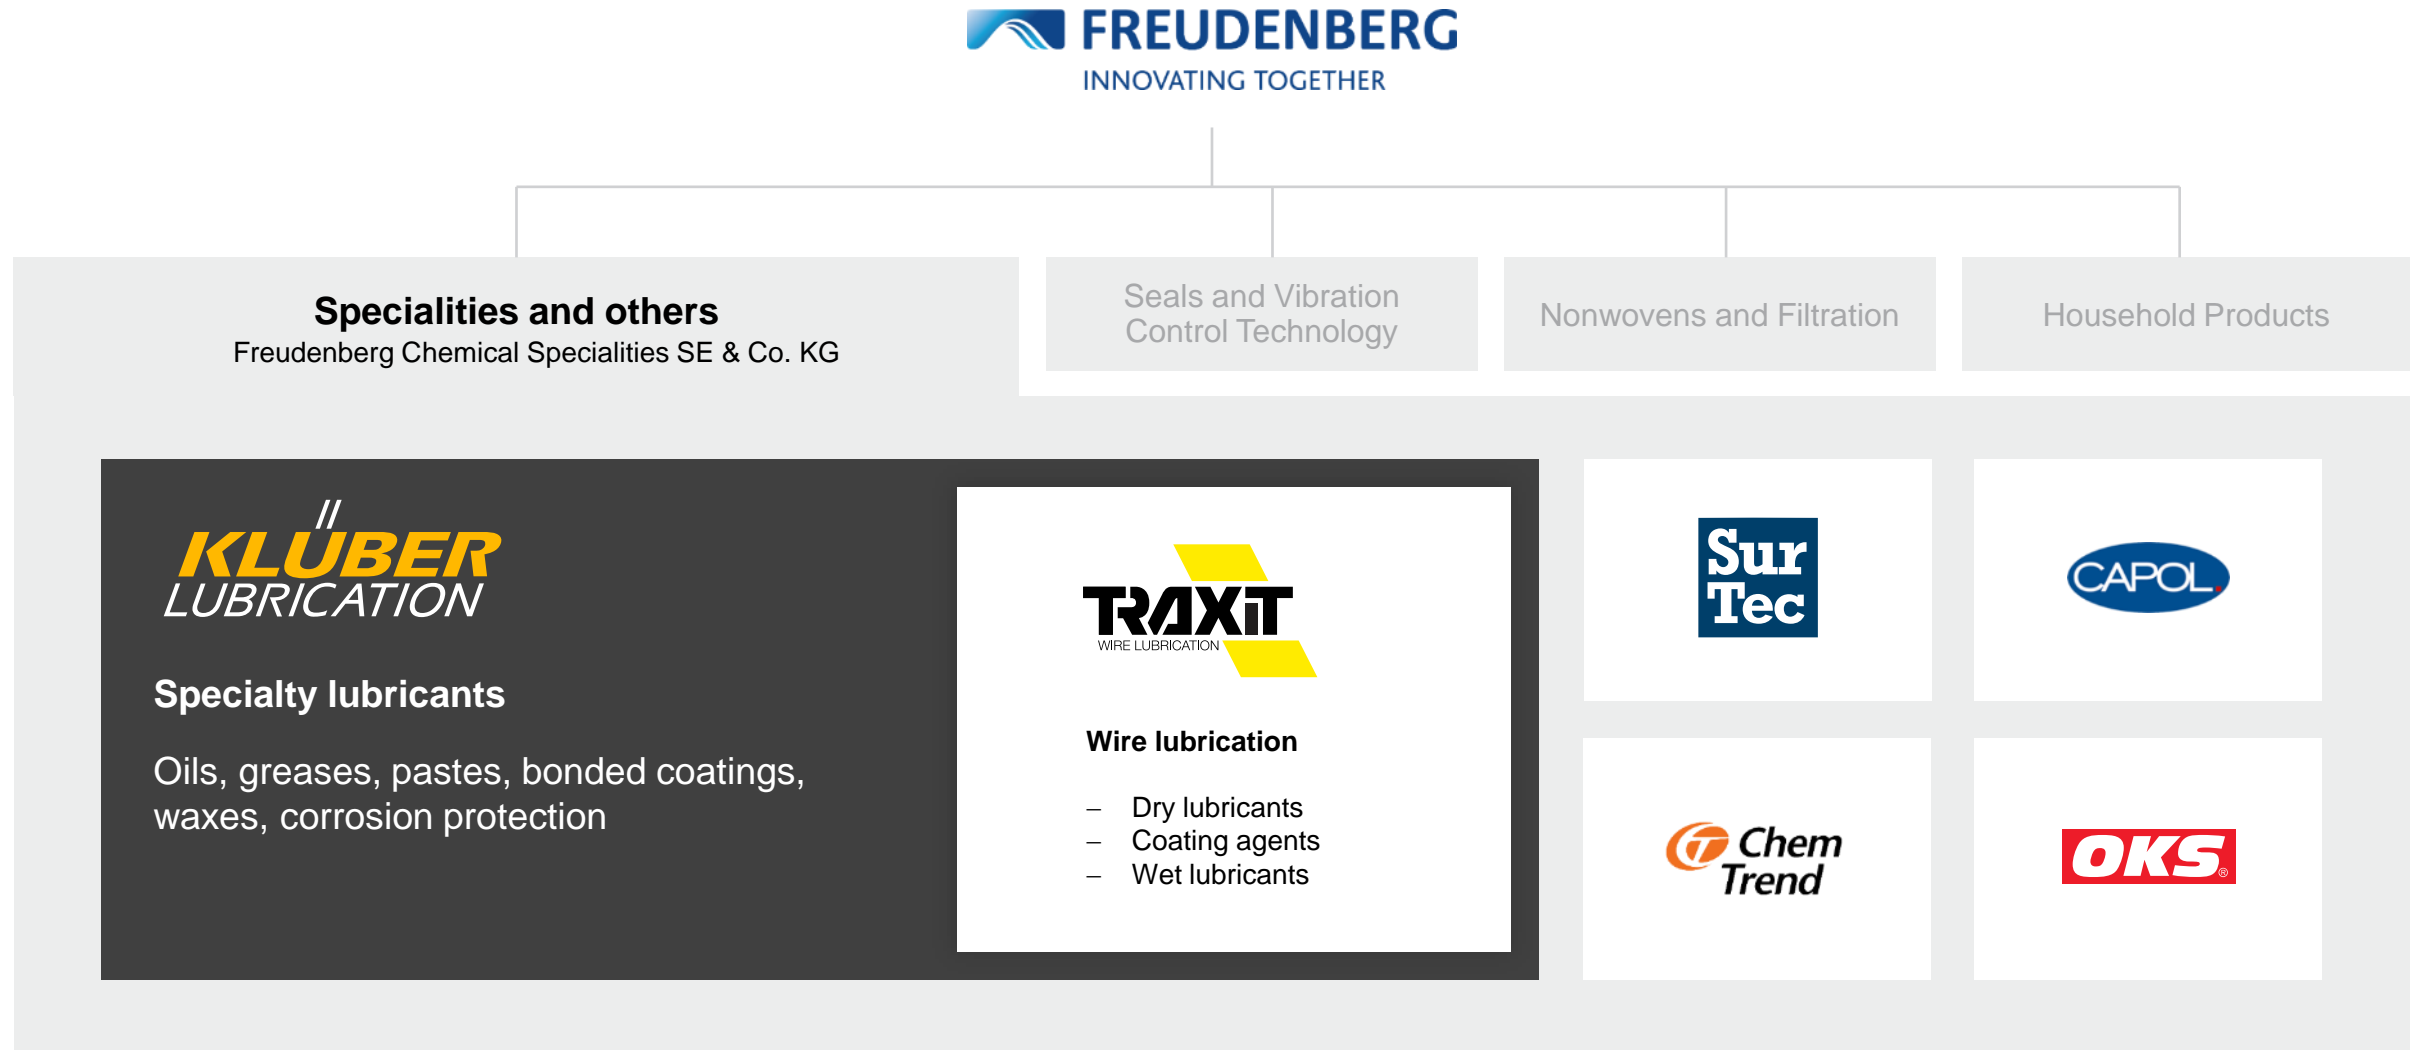 FREUDENBERG
INNOVATING TOGETHER
Specialities and others
Freudenberg Chemical Specialities SE & Co. KG
Seals and Vibration
Control Technology
Nonwovens and Filtration
Household Products
KLÜBER
LUBRICATION
Specialty lubricants
Oils, greases, pastes, bonded coatings,
waxes, corrosion protection
TRAXIT
WIRE LUBRICATION
Wire lubrication
– Dry lubricants
– Coating agents
– Wet lubricants
Sur
Tec
CAPOL.
Chem
Trend
OKS®